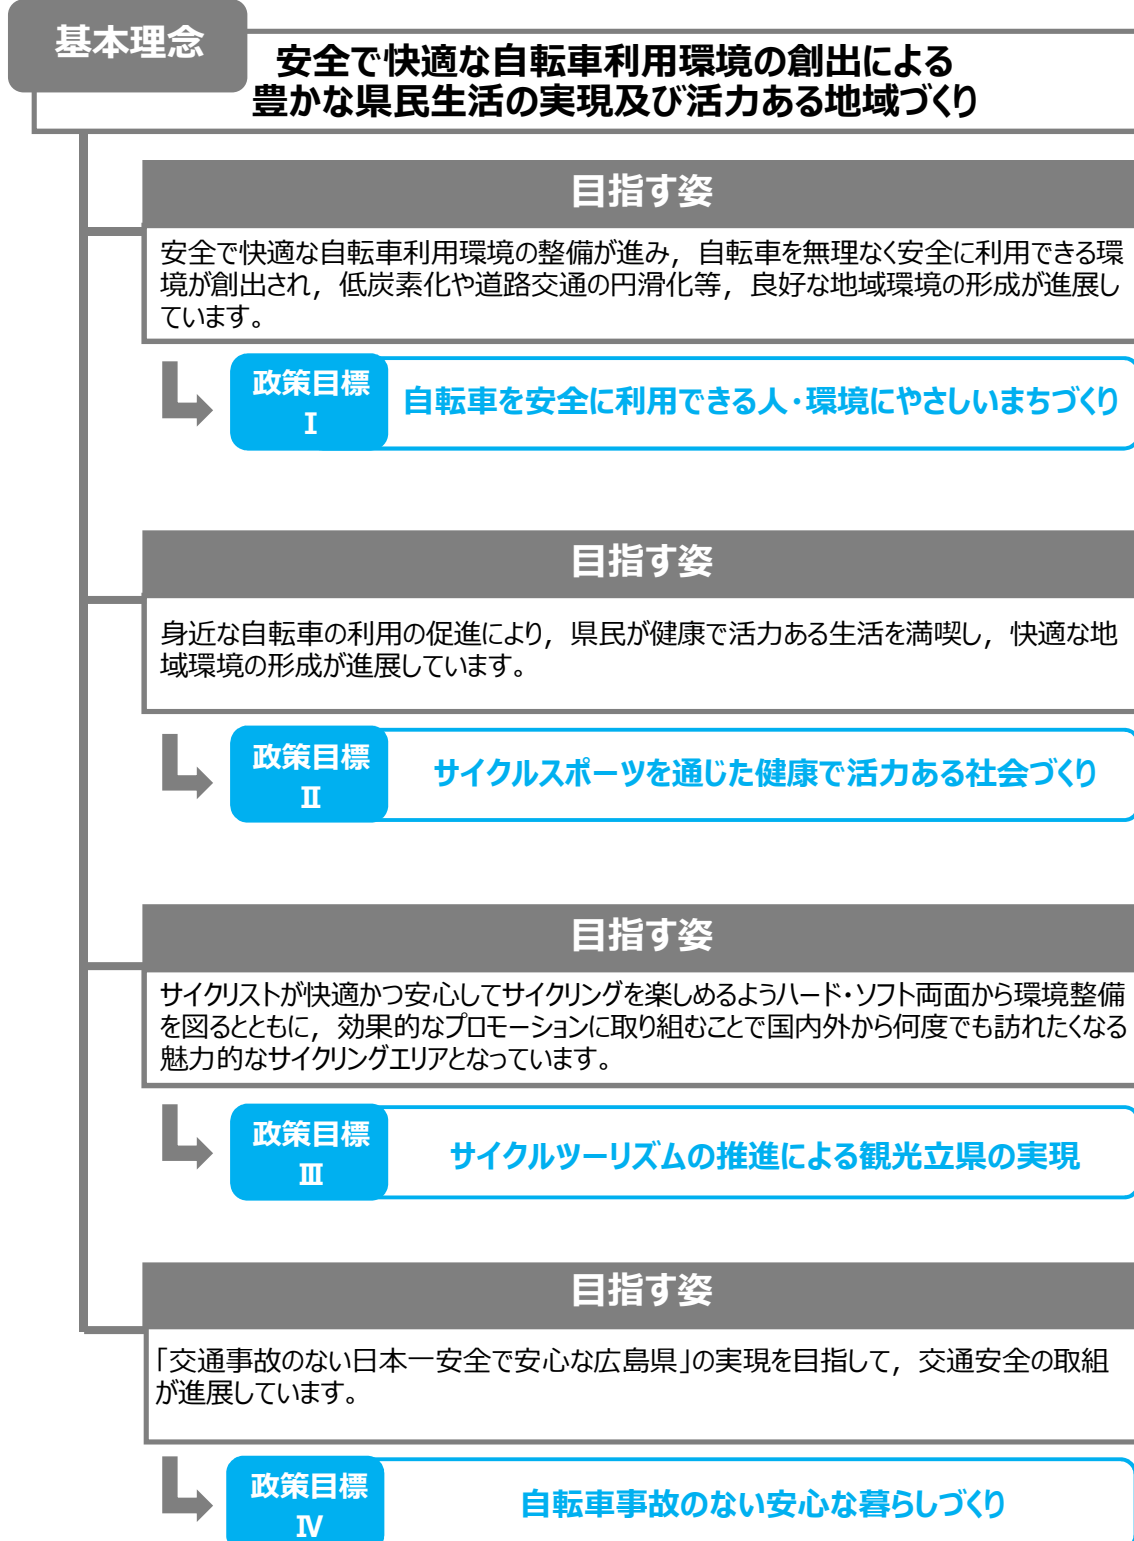 基本理念
安全で快適な自転車利用環境の創出による
豊かな県民生活の実現及び活力ある地域づくり
目指す姿
安全で快適な自転車利用環境の整備が進み，自転車を無理なく安全に利用できる環
境が創出され，低炭素化や道路交通の円滑化等，良好な地域環境の形成が進展し
ています。
政策目標
Ⅰ
自転車を安全に利用できる人・環境にやさしいまちづくり
目指す姿
身近な自転車の利用の促進により，県民が健康で活力ある生活を満喫し，快適な地
域環境の形成が進展しています。
政策目標
Ⅱ
サイクルスポーツを通じた健康で活力ある社会づくり
目指す姿
サイクリストが快適かつ安心してサイクリングを楽しめるようハード・ソフト両面から環境整備
を図るとともに，効果的なプロモーションに取り組むことで国内外から何度でも訪れたくなる
魅力的なサイクリングエリアとなっています。
政策目標
Ⅲ
サイクルツーリズムの推進による観光立県の実現
目指す姿
「交通事故のない日本一安全で安心な広島県」の実現を目指して，交通安全の取組
が進展しています。
政策目標
Ⅳ
自転車事故のない安心な暮らしづくり